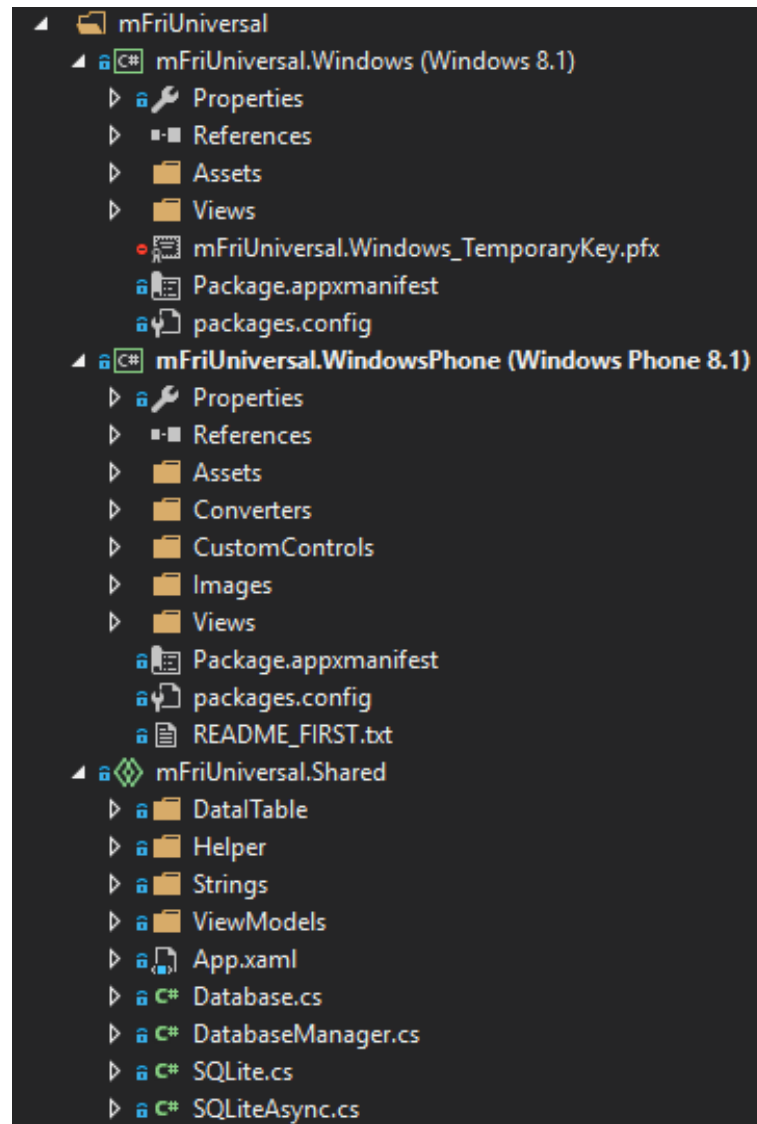 mFriUniversal
C# mFriUniversal.Windows (Windows 8.1)
Properties
References
Assets
Views
mFriUniversal.Windows_TemporaryKey.pfx
Package.appxmanifest
packages.config
C# mFriUniversal.WindowsPhone (Windows Phone 8.1)
Properties
References
Assets
Converters
CustomControls
Images
Views
Package.appxmanifest
packages.config
README_FIRST.txt
mFriUniversal.Shared
DatalTable
Helper
Strings
ViewModels
App.xaml
C# Database.cs
C# DatabaseManager.cs
C# SQLite.cs
C# SQLiteAsync.cs